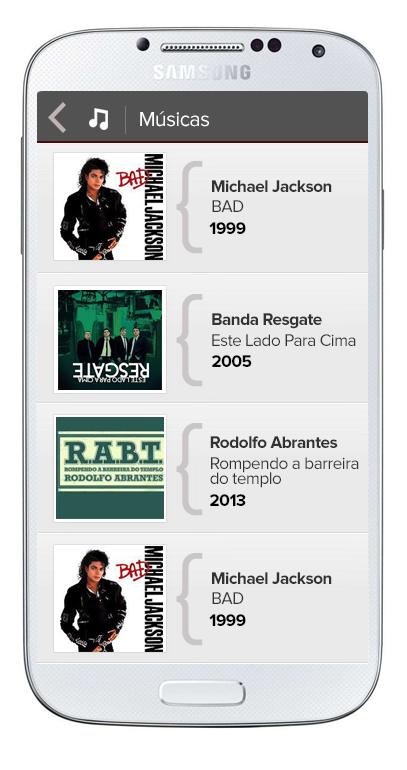 SAMSUNG
Músicas
BAD
MICHAEL JACKSON
Michael Jackson
BAD
1999
RESGATE
ESTE LADO PARA CIMA
Banda Resgate
Este Lado Para Cima
2005
R.A.B.T.
ROMPENDO A BARREIRA DO TEMPLO
RODOLFO ABRANTES
Rodolfo Abrantes
Rompendo a barreira
do templo
2013
BAD
MICHAEL JACKSON
Michael Jackson
BAD
1999